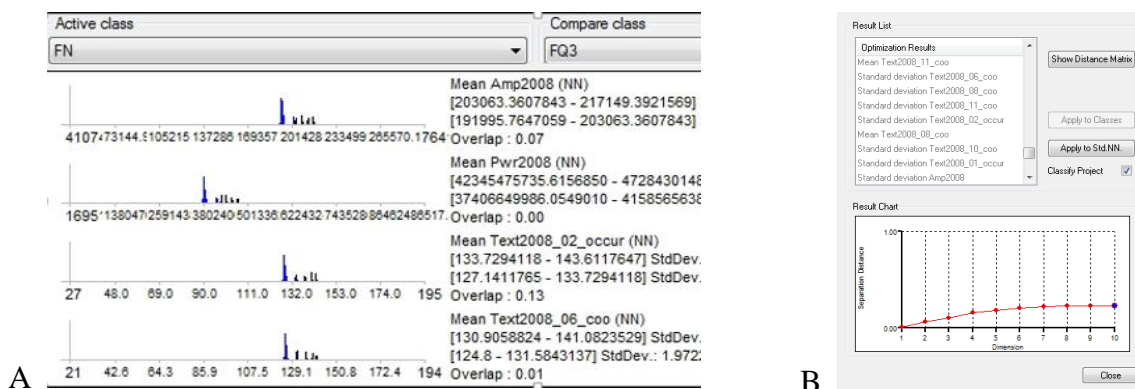 Active class
Compare class
FN
FQ3
Mean Amp2008 (NN)
[203063.3607843 - 217149.3921569]
[191995.7647059 - 203063.3607843]
Overlap : 0.07
Mean Pwr2008 (NN)
[42345475735.6156850 - 4728430148
[37406649986.0549010 - 4158565638
Overlap : 0.00
Mean Text2008_02_occur (NN)
[133.7294118 - 143.6117647] StdDev.
[127.1411765 - 133.7294118] StdDev.
27 48.0 69.0 90.0 111.0 132.0 153.0 174.0 195 Overlap : 0.13
Mean Text2008_06_coo (NN)
[130.9058824 - 141.0823529] StdDev.
[124.8 - 131.5843137] StdDev.: 1.972
21 42.6 64.3 85.9 107.5 129.1 150.8 172.4 194 Overlap : 0.01
A
Result List
Optimization Results
Mean Text2008_11_coo
Standard deviation Text2008_06_coo
Standard deviation Text2008_08_coo
Standard deviation Text2008_11_coo
Standard deviation Text2008_02_occur
Mean Text2008_08_coo
Standard deviation Text2008_10_coo
Standard deviation Text2008_01_occur
Standard deviation Amp2008
Show Distance Matrix
Apply to Classes
Apply to Std.NN.
Classify Project
Result Chart
1.00
Separation Distance
0.00
1 2 3 4 5 6 7 8 9 10
Dimension
Close
B